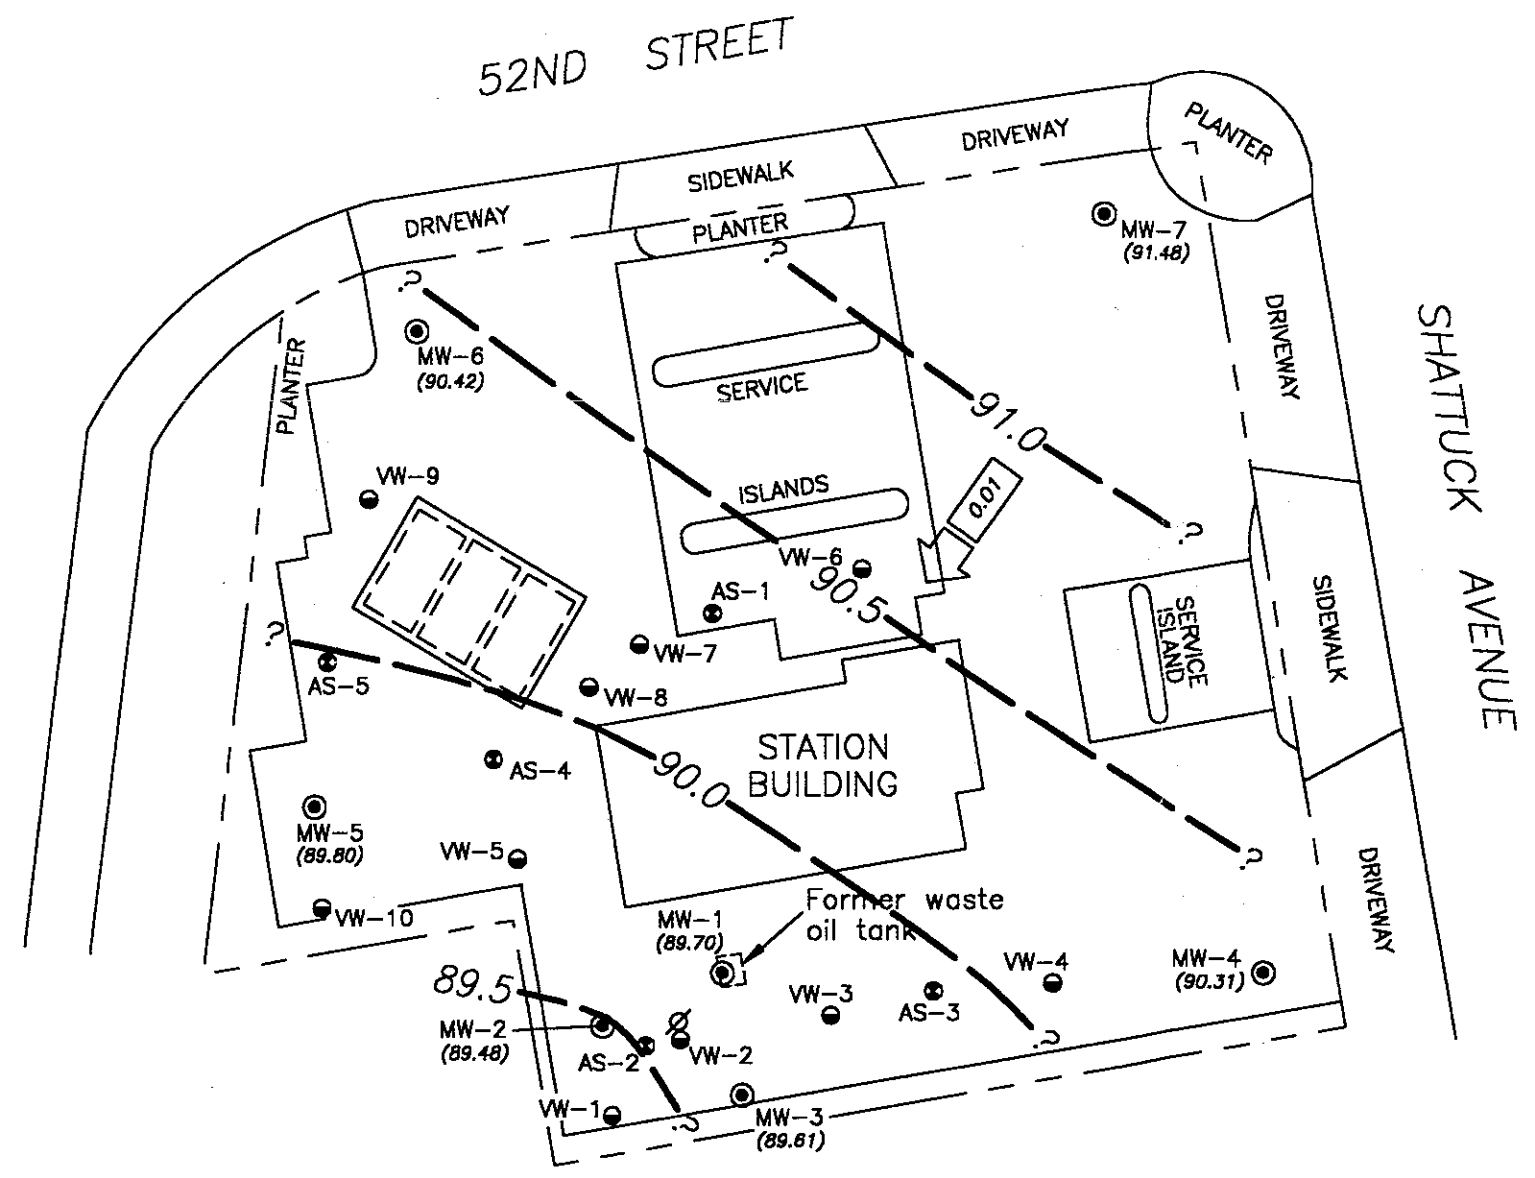 52ND STREET
PLANTER
DRIVEWAY
SIDEWALK
DRIVEWAY
PLANTER
MW-7
(91.48)
?
?
MW-6
(90.42)
PLANTER
DRIVEWAY
SHATTUCK AVENUE
SERVICE
91.0
?
ISLANDS
0.01
VW-9
VW-6
90.5
AS-1
VW-7
?
AS-5
VW-8
SERVICE
ISLAND
SIDEWALK
STATION
BUILDING
90.0
AS-4
MW-5
(89.80)
VW-5
?
DRIVEWAY
VW-10
Former waste
oil tank
MW-1
(89.70)
VW-4
MW-4
(90.31)
89.5
VW-3
AS-3
MW-2
(89.48)
?
AS-2
VW-2
VW-1
?
MW-3
(89.61)